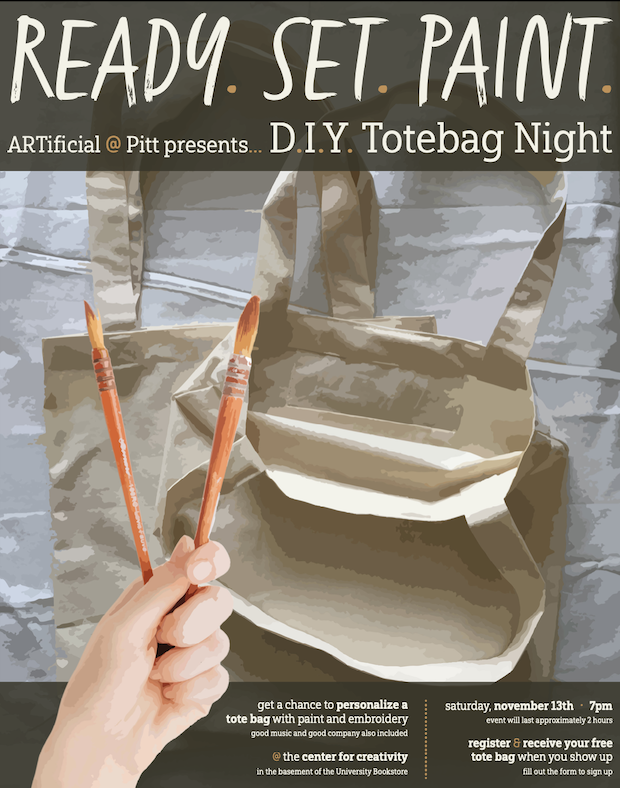 READY. SET. PAINT.
ARTificial @ Pitt presents... D.I.Y. Totebag Night
get a chance to personalize a
tote bag with paint and embroidery
good music and good company also included
@ the center for creativity
in the basement of the University Bookstore
saturday, november 13th · 7pm
event will last approximately 2 hours
register & receive your free
tote bag when you show up
fill out the form to sign up